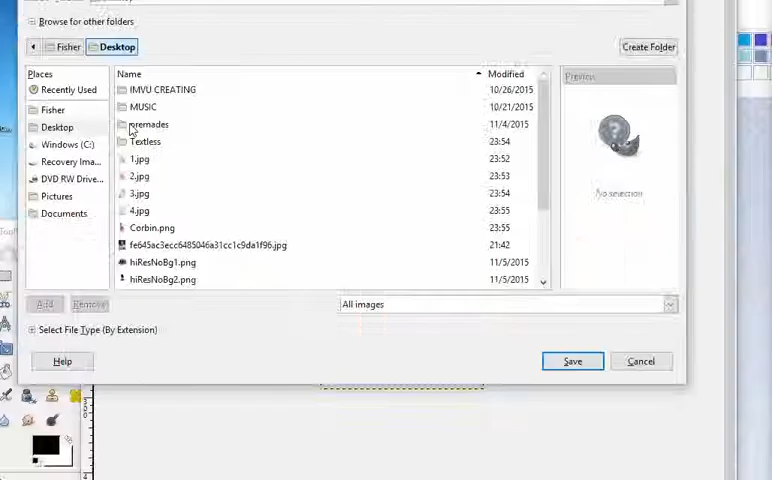 Browse for other folders
Fisher Desktop Create Folder
Places Name Modified Preview
Recently Used IMVU CREATING 10/26/2015
Fisher MUSIC 10/21/2015
Desktop premades 11/4/2015
Windows (C:) Textless 23:54
Recovery Ima... 1.jpg 23:52
DVD RW Drive... 2.jpg 23:53
Pictures 3.jpg 23:54
Documents 4.jpg 23:55
Corbin.png 23:55
fe645ac3ecc6485046a31cc1c9da1f96.jpg 21:42
hiResNoBg1.png 11/5/2015
hiResNoBg2.png 11/5/2015
No selection
Add Remove All images
Select File Type (By Extension)
Help Save Cancel